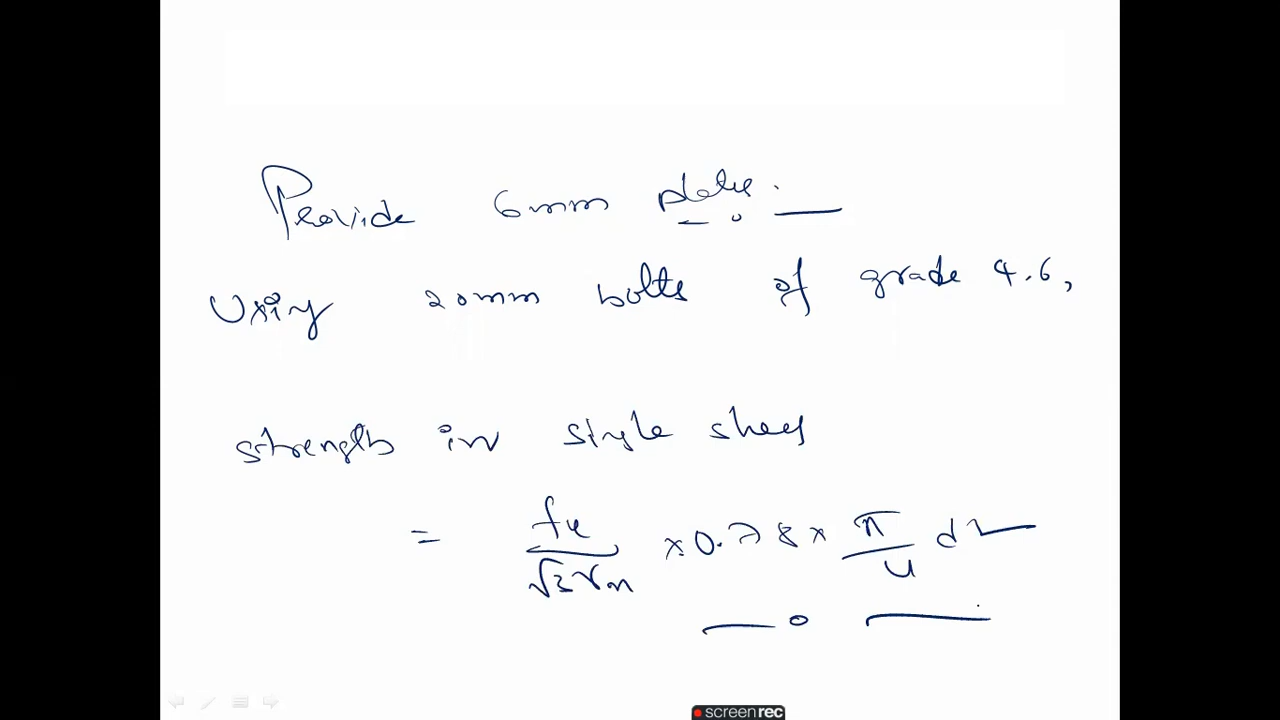 Provide 6mm plate.
Using 20mm bolts of grade 4.6,
strength in single shear
= fu/√3γm × 0.78 × π/4 d²
screenrec